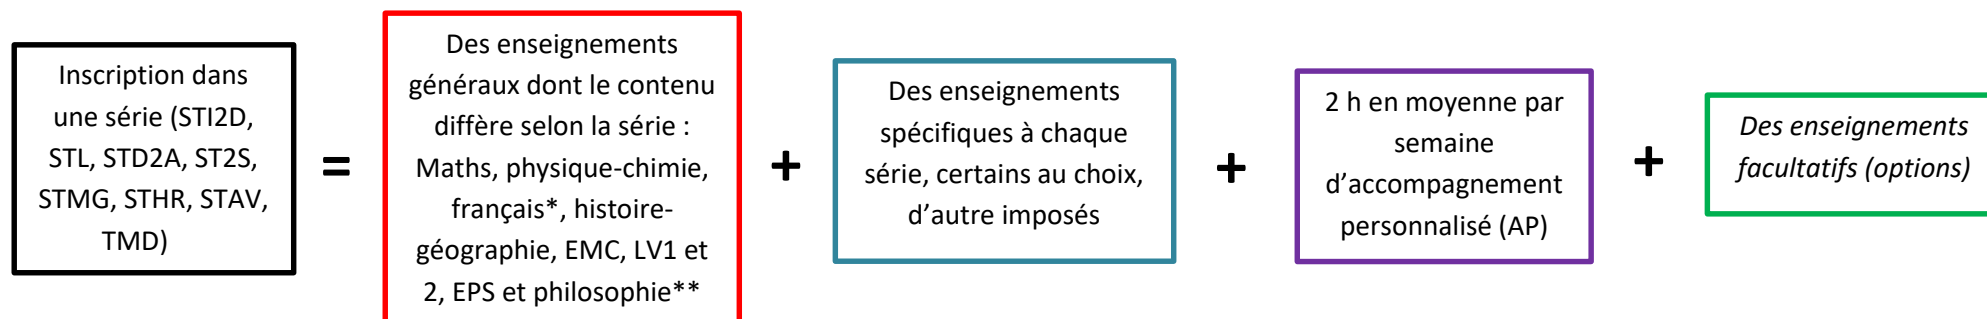 Inscription dans
une série (STI2D,
STL, STD2A, ST2S,
STMG, STHR, STAV,
TMD)
=
Des enseignements
généraux dont le contenu
diffère selon la série :
Maths, physique-chimie,
français*, histoire-
géographie, EMC, LV1 et
2, EPS et philosophie**
+
Des enseignements
spécifiques à chaque
série, certains au choix,
d'autre imposés
+
2 h en moyenne par
semaine
d'accompagnement
personnalisé (AP)
+
Des enseignements
facultatifs (options)